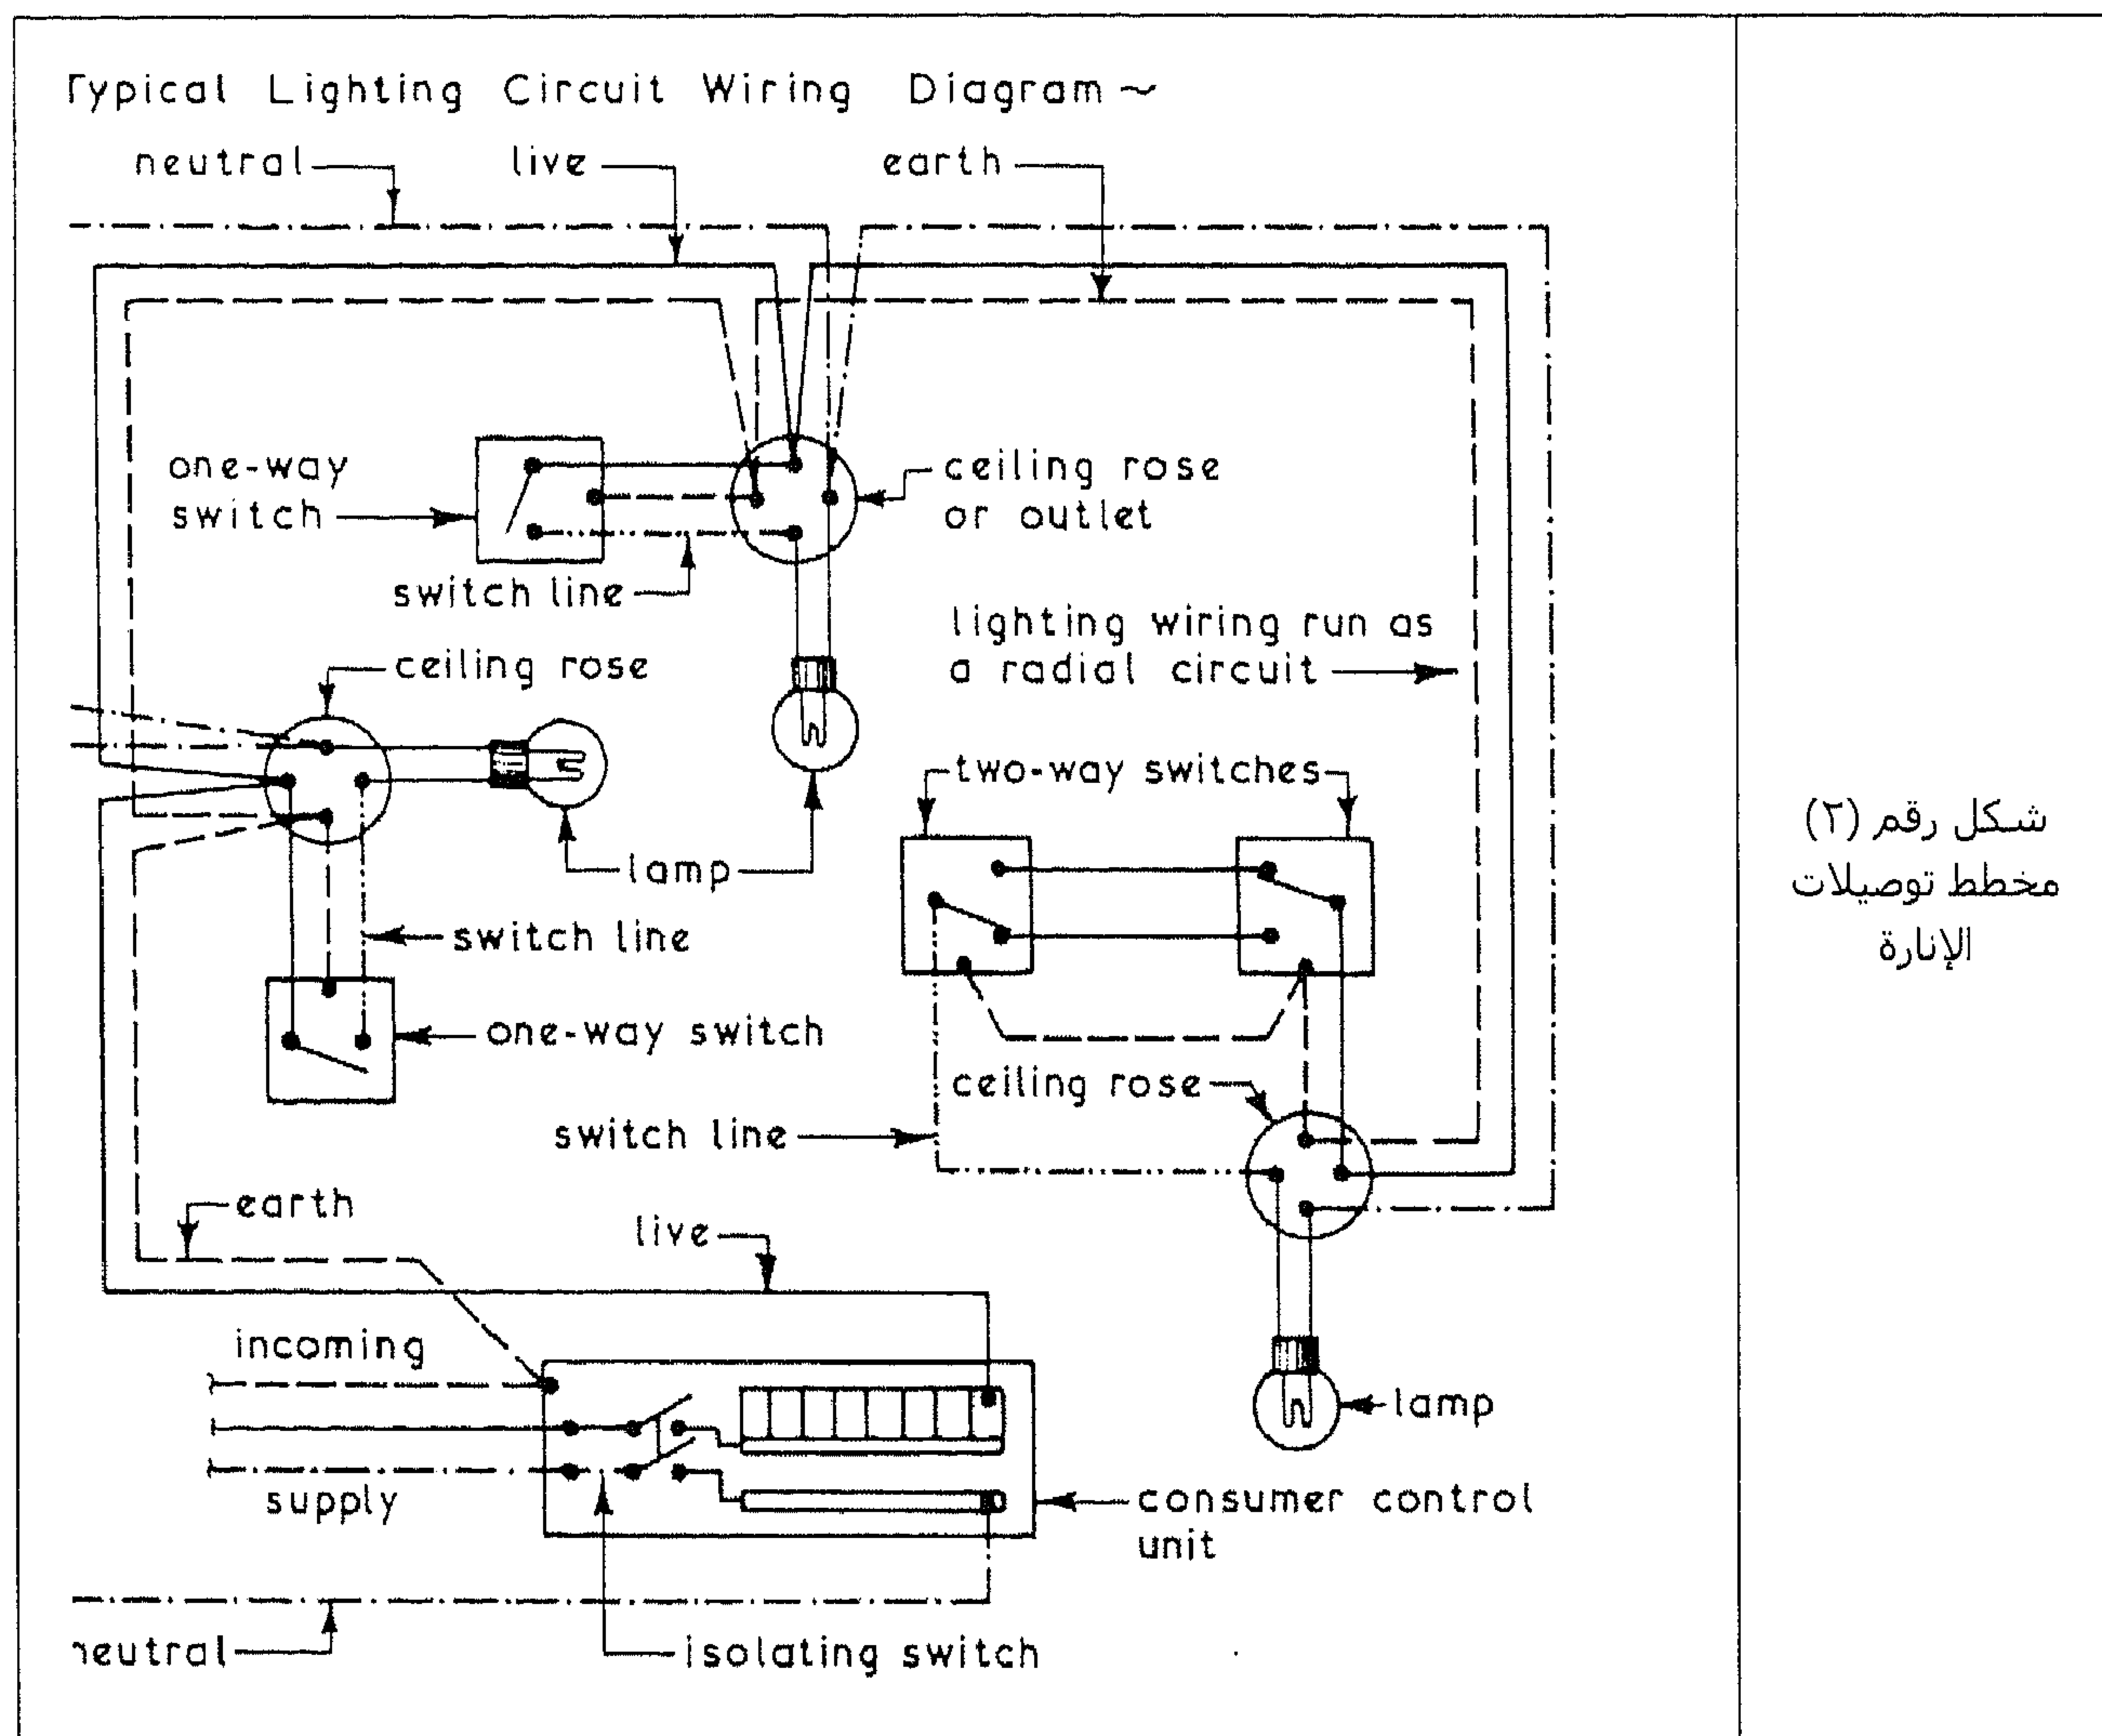 Typical Lighting Circuit Wiring Diagram ~
neutral
live
earth
one-way
switch
ceiling rose
or outlet
switch line
lighting wiring run as
a radial circuit
ceiling rose
two-way switches
lamp
switch line
one-way switch
ceiling rose
switch line
earth
live
incoming
lamp
supply
consumer control
unit
neutral
isolating switch
شكل رقم (٢)
مخطط توصيلات
الإنارة